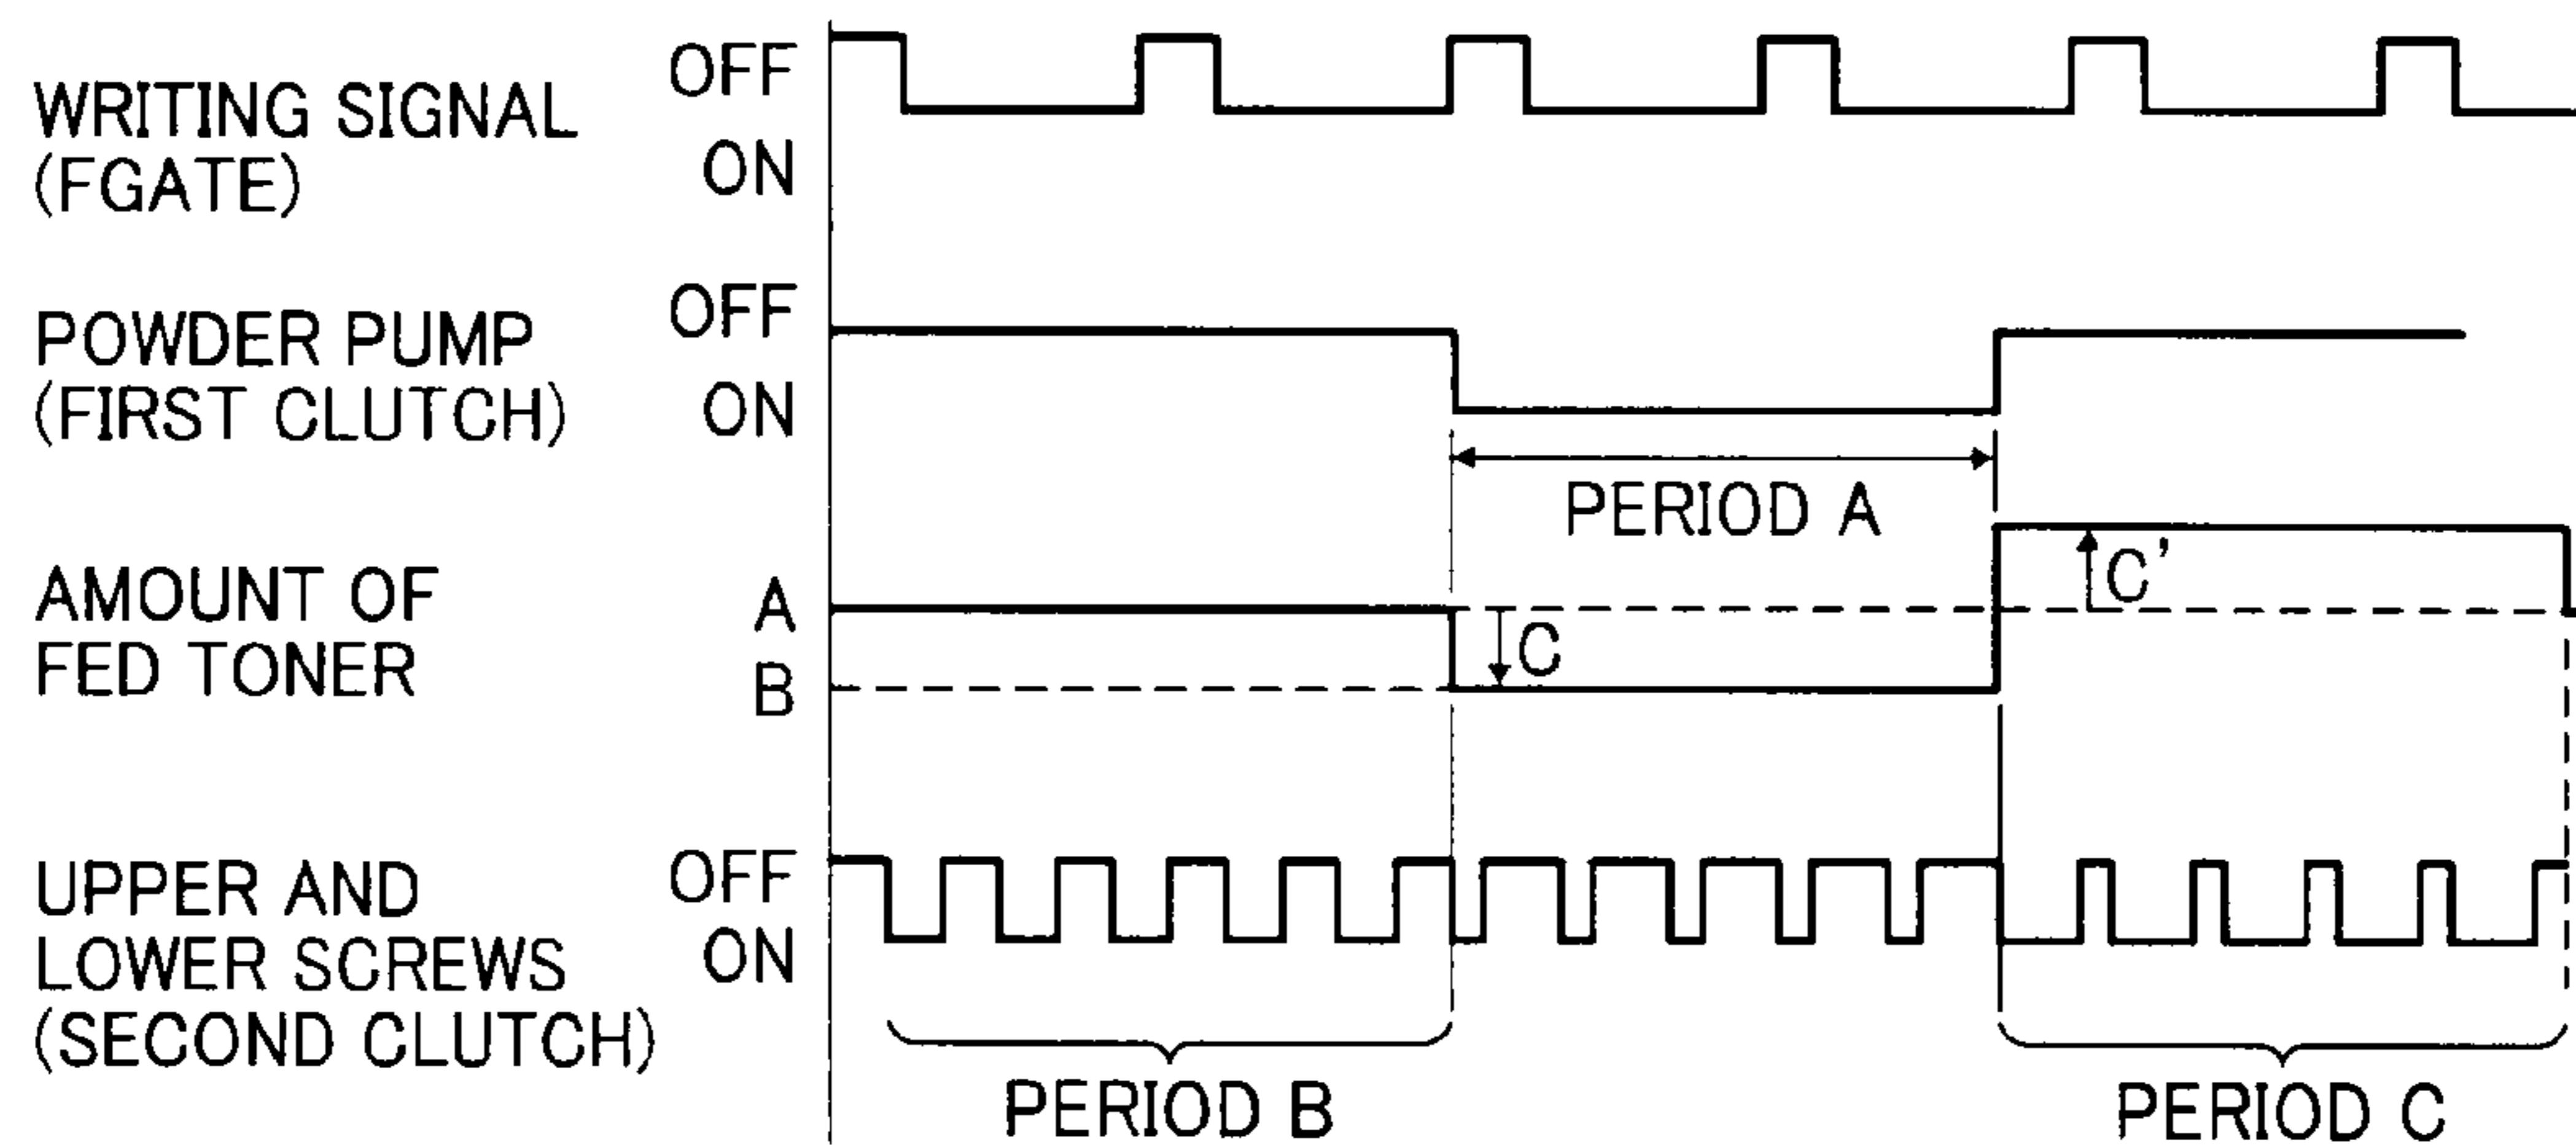 WRITING SIGNAL
(FGATE)
OFF
ON
POWDER PUMP
(FIRST CLUTCH)
OFF
ON
PERIOD A
AMOUNT OF
FED TONER
A
B
C
C'
UPPER AND
LOWER SCREWS
(SECOND CLUTCH)
OFF
ON
PERIOD B
PERIOD C